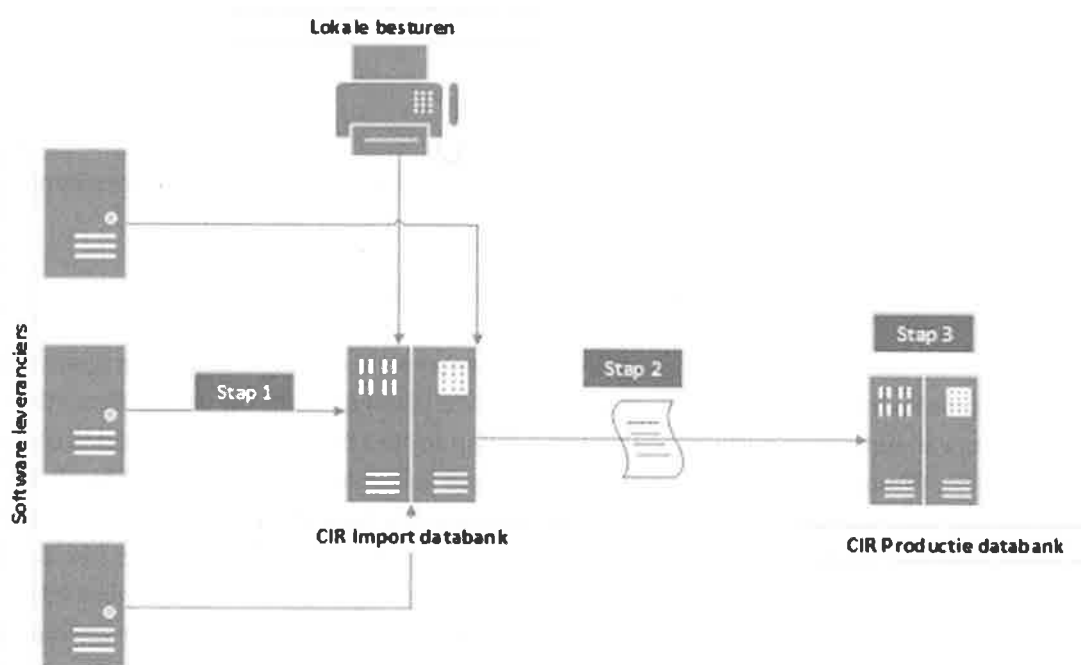 Lokale besturen
Software leveranciers
Stap 1
Stap 2
Stap 3
CIR Import databank
CIR Productie databank